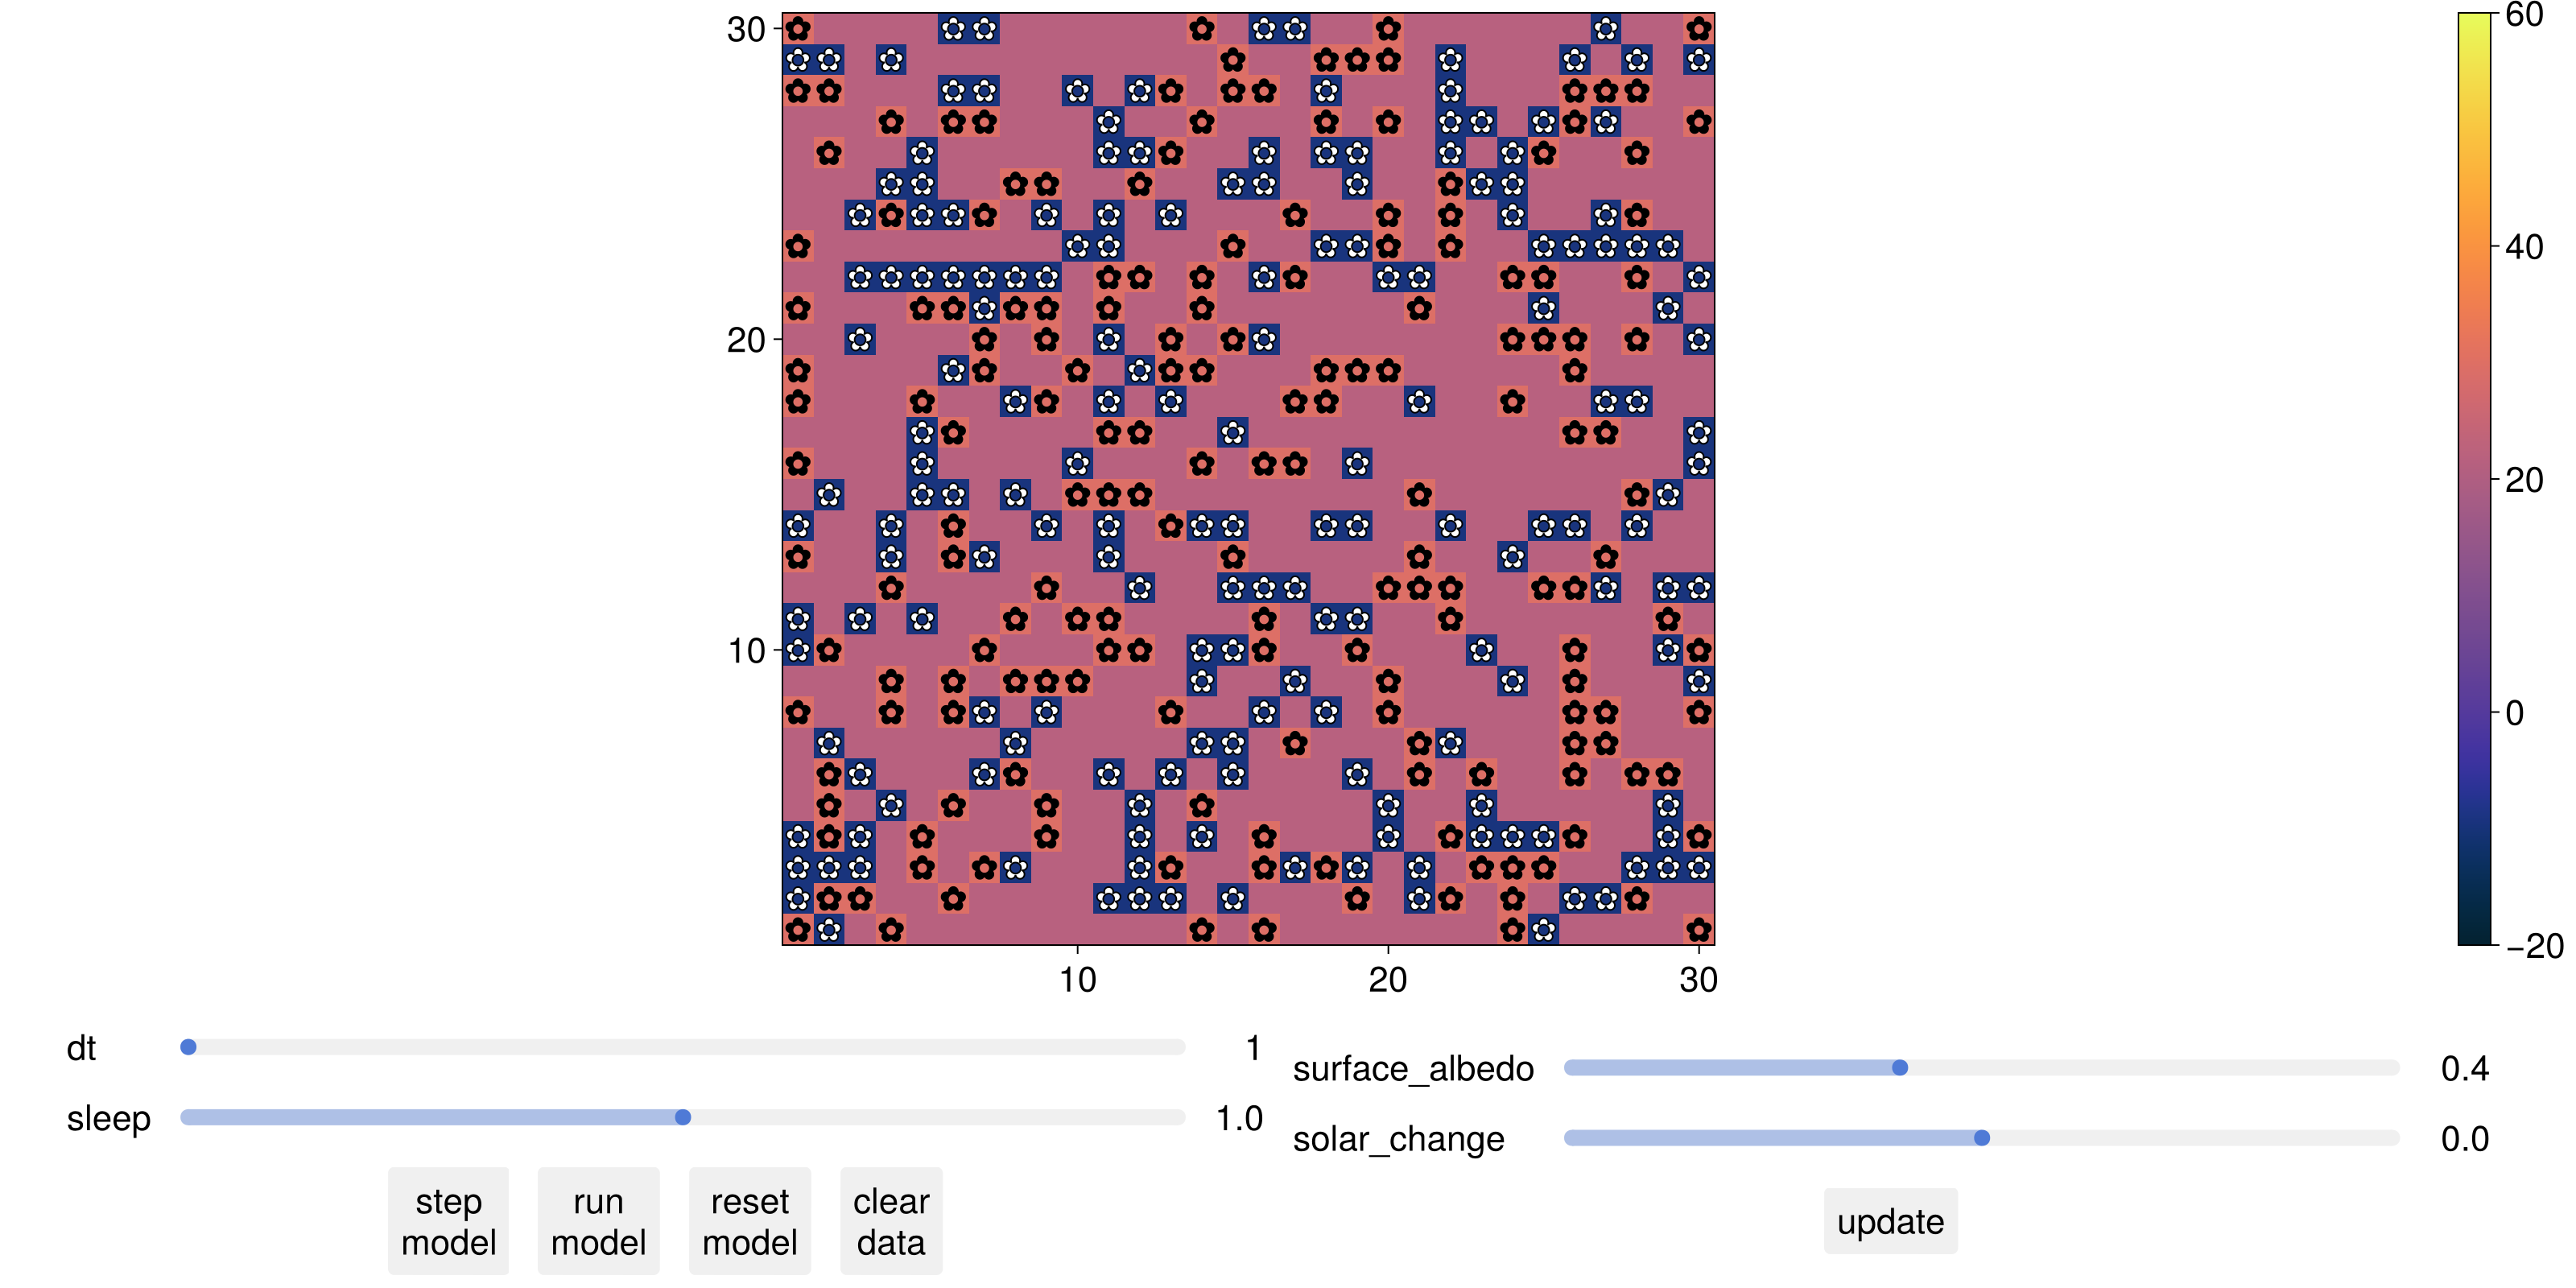 30
20
10
10 20 30
60
40
20
0
−20
dt 1
sleep 1.0
surface_albedo 0.4
solar_change 0.0
step
model
run
model
reset
model
clear
data
update